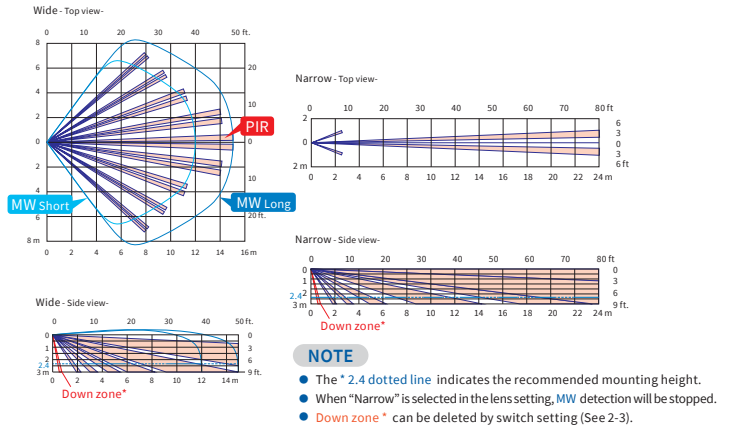 Wide - Top view-
0 10 20 30 40 50 ft.
8
6
4
2
0
2
4
6
8 m
20
10
0
10
20 ft.
PIR
MW Short
MW Long
0 2 4 6 8 10 12 14 16 m
Narrow - Top view-
0 10 20 30 40 50 60 70 80 ft
2
0
2 m
6
3
0
3
6 ft
0 2 4 6 8 10 12 14 16 18 20 22 24 m
Narrow - Side view-
0 10 20 30 40 50 60 70 80 ft
0
1
2
2.4
3 m
0
3
6
9 ft.
0 2 4 6 8 10 12 14 16 18 20 22 24 m
Down zone*
Wide - Side view-
0 10 20 30 40 50 ft.
0
1
2
2.4
3 m
0
3
6
9 ft.
0 2 4 6 8 10 12 14 m
Down zone*
NOTE
● The * 2.4 dotted line indicates the recommended mounting height.
● When “Narrow” is selected in the lens setting, MW detection will be stopped.
● Down zone * can be deleted by switch setting (See 2-3).